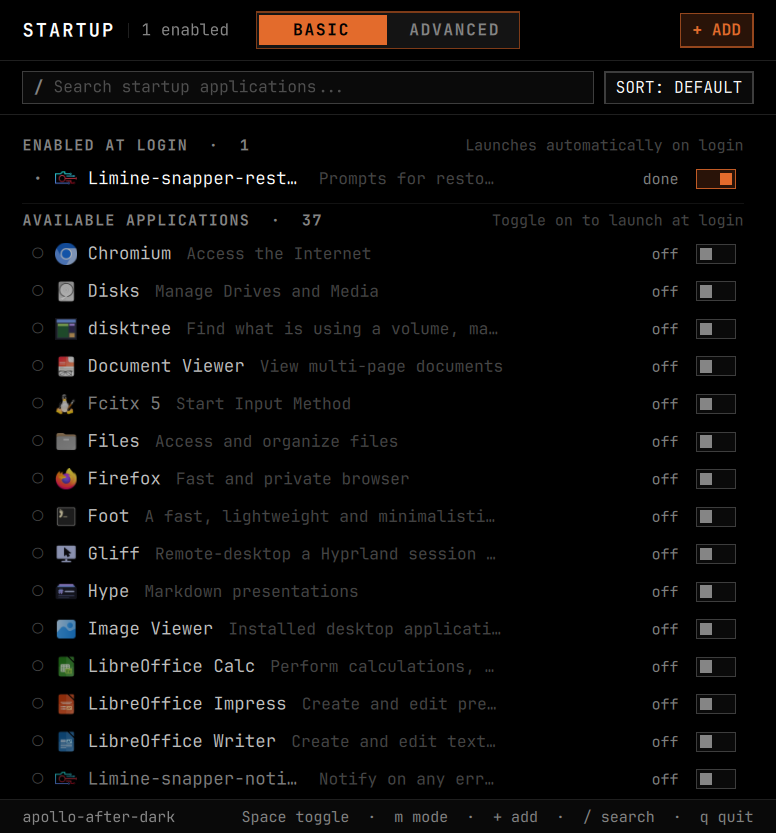 STARTUP 1 enabled BASIC ADVANCED + ADD
/ Search startup applications... SORT: DEFAULT
ENABLED AT LOGIN · 1 Launches automatically on login
· Limine-snapper-rest… Prompts for resto… done
AVAILABLE APPLICATIONS · 37 Toggle on to launch at login
Chromium Access the Internet off
Disks Manage Drives and Media off
disktree Find what is using a volume, ma… off
Document Viewer View multi-page documents off
Fcitx 5 Start Input Method off
Files Access and organize files off
Firefox Fast and private browser off
Foot A fast, lightweight and minimalisti… off
Gliff Remote-desktop a Hyprland session … off
Hype Markdown presentations off
Image Viewer Installed desktop applicati… off
LibreOffice Calc Perform calculations, … off
LibreOffice Impress Create and edit pre… off
LibreOffice Writer Create and edit text… off
Limine-snapper-noti… Notify on any err… off
apollo-after-dark Space toggle · m mode · + add · / search · q quit